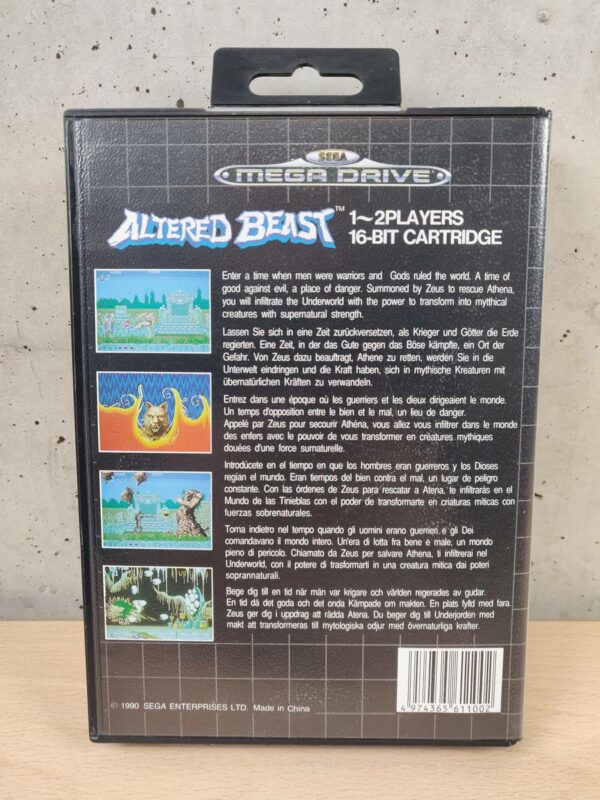 SEGA
MEGA DRIVE
ALTERED BEAST™
1~2PLAYERS
16-BIT CARTRIDGE
Enter a time when men were warriors and Gods ruled the world. A time of
good against evil, a place of danger. Summoned by Zeus to rescue Athena,
you will infiltrate the Underworld with the power to transform into mythical
creatures with supernatural strength.
Lassen Sie sich in eine Zeit zurückversetzen, als Krieger und Götter die Erde
regierten. Eine Zeit, in der das Gute gegen das Böse kämpfte, ein Ort der
Gefahr. Von Zeus dazu beauftragt, Athene zu retten, werden Sie in die
Unterwelt eindringen und die Kraft haben, sich in mythische Kreaturen mit
übernatürlichen Kräften zu verwandeln.
Entrez dans une époque où les guerriers et les dieux dirigeaient le monde.
Un temps d'opposition entre le bien et le mal, un lieu de danger.
Appelé par Zeus pour secourir Athéna, vous allez vous infiltrer dans le monde
des enfers avec le pouvoir de vous transformer en créatures mythiques
douées d'une force surnaturelle.
Introdúcete en el tiempo en que los hombres eran guerreros y los Dioses
regian el mundo. Eran tiempos del bien contra el mal, un lugar de peligro
constante. Con las órdenes de Zeus para rescatar a Atena, te infiltrarás en el
Mundo de las Tinieblas con el poder de transformarte en criaturas míticas con
fuerzas sobrenaturales.
Torna indietro nel tempo quando gli uomini erano guerrieri e gli Dei
comandavano il mondo intero. Un'era di lotta fra bene e male, un mondo
pieno di pericolo. Chiamato da Zeus per salvare Athena, ti infiltrerai nel
Underworld, con il potere di trasformarti in una creatura mitica dai poteri
soprannaturali.
Bege dig till en tid när män var krigare och världen regerades av gudar.
En tid då det goda och det onda Kämpade om makten. En plats fylld med fara.
Zeus ger dig i uppdrag att rädda Atena. Du beger dig till Underjorden med
makt att transformeras till mytologiska odjur med övernaturliga krafter.
© 1990 SEGA ENTERPRISES LTD. Made in China
4 974365 611002